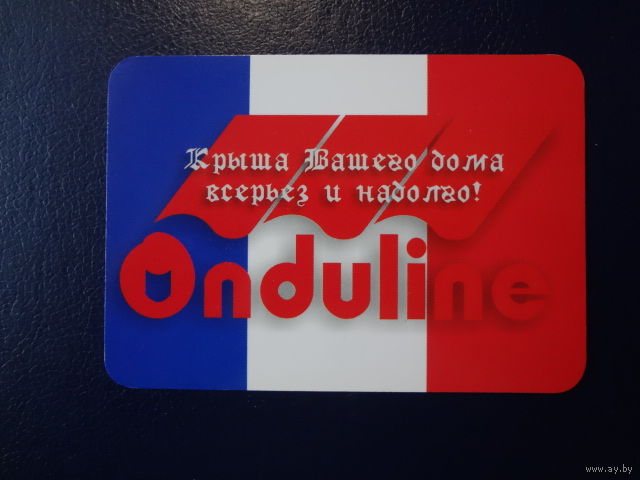 Крыша Вашего дома
всерьез и надолго!
Onduline
www.ay.by